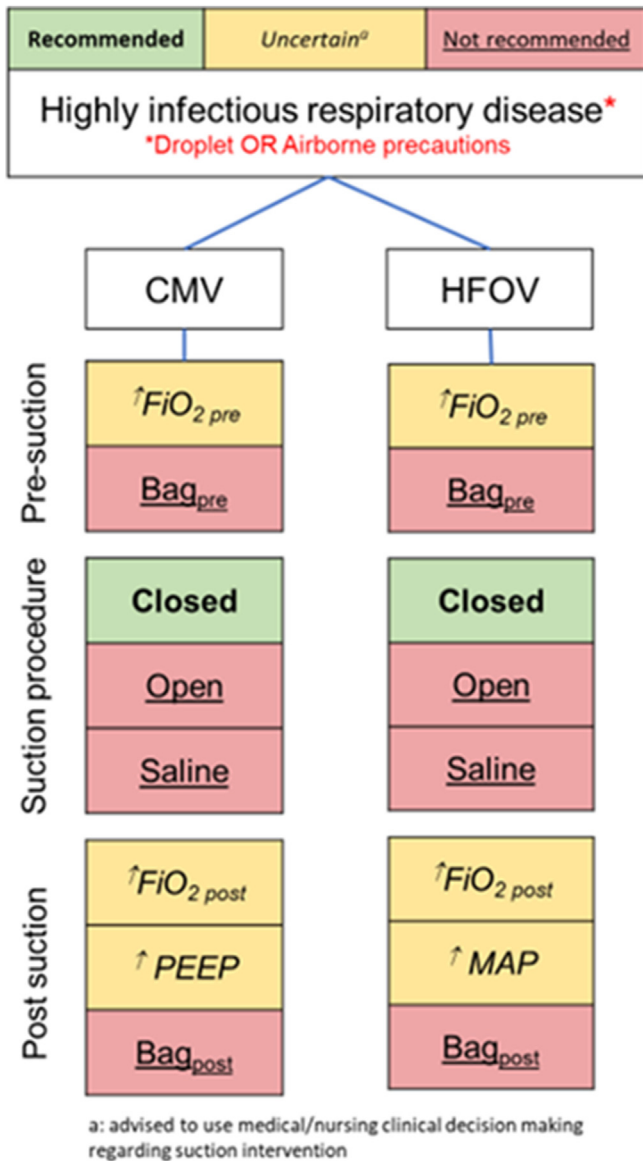 Recommended
Uncertainᵃ
Not recommended
Highly infectious respiratory disease*
*Droplet OR Airborne precautions
CMV
HFOV
Pre-suction
↑FiO₂ pre
↑FiO₂ pre
Bagpre
Bagpre
Suction procedure
Closed
Closed
Open
Open
Saline
Saline
Post suction
↑FiO₂ post
↑FiO₂ post
↑ PEEP
↑ MAP
Bagpost
Bagpost
a: advised to use medical/nursing clinical decision making
regarding suction intervention